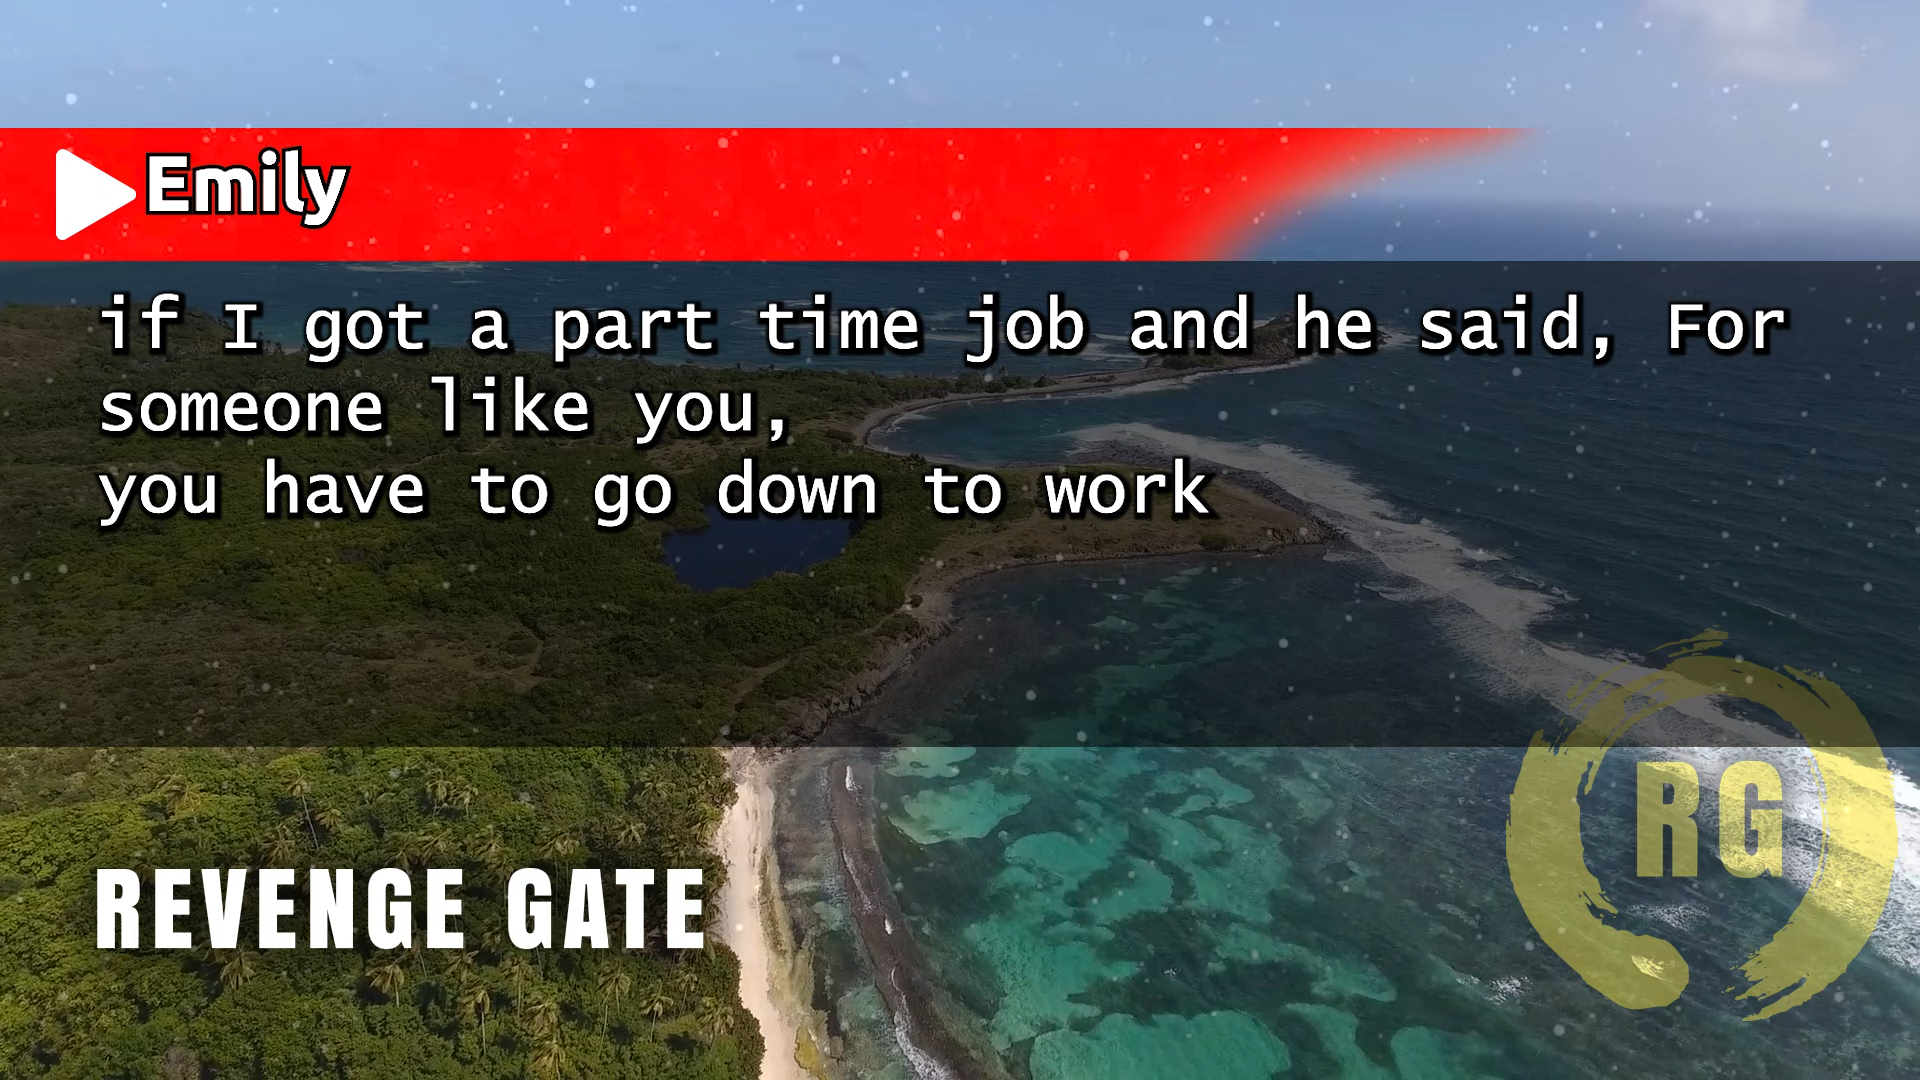 Emily
if I got a part time job and he said, For
someone like you,
you have to go down to work
REVENGE GATE
RG